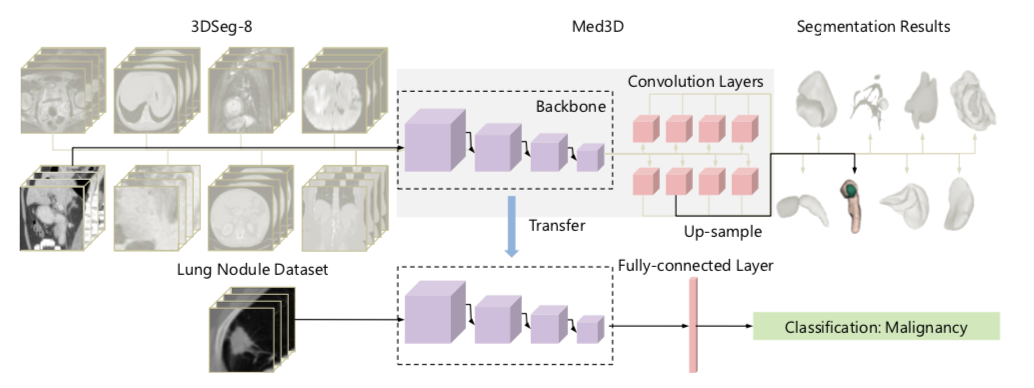 3DSeg-8
Med3D
Segmentation Results
Convolution Layers
Backbone
Up-sample
Transfer
Lung Nodule Dataset
Fully-connected Layer
Classification: Malignancy